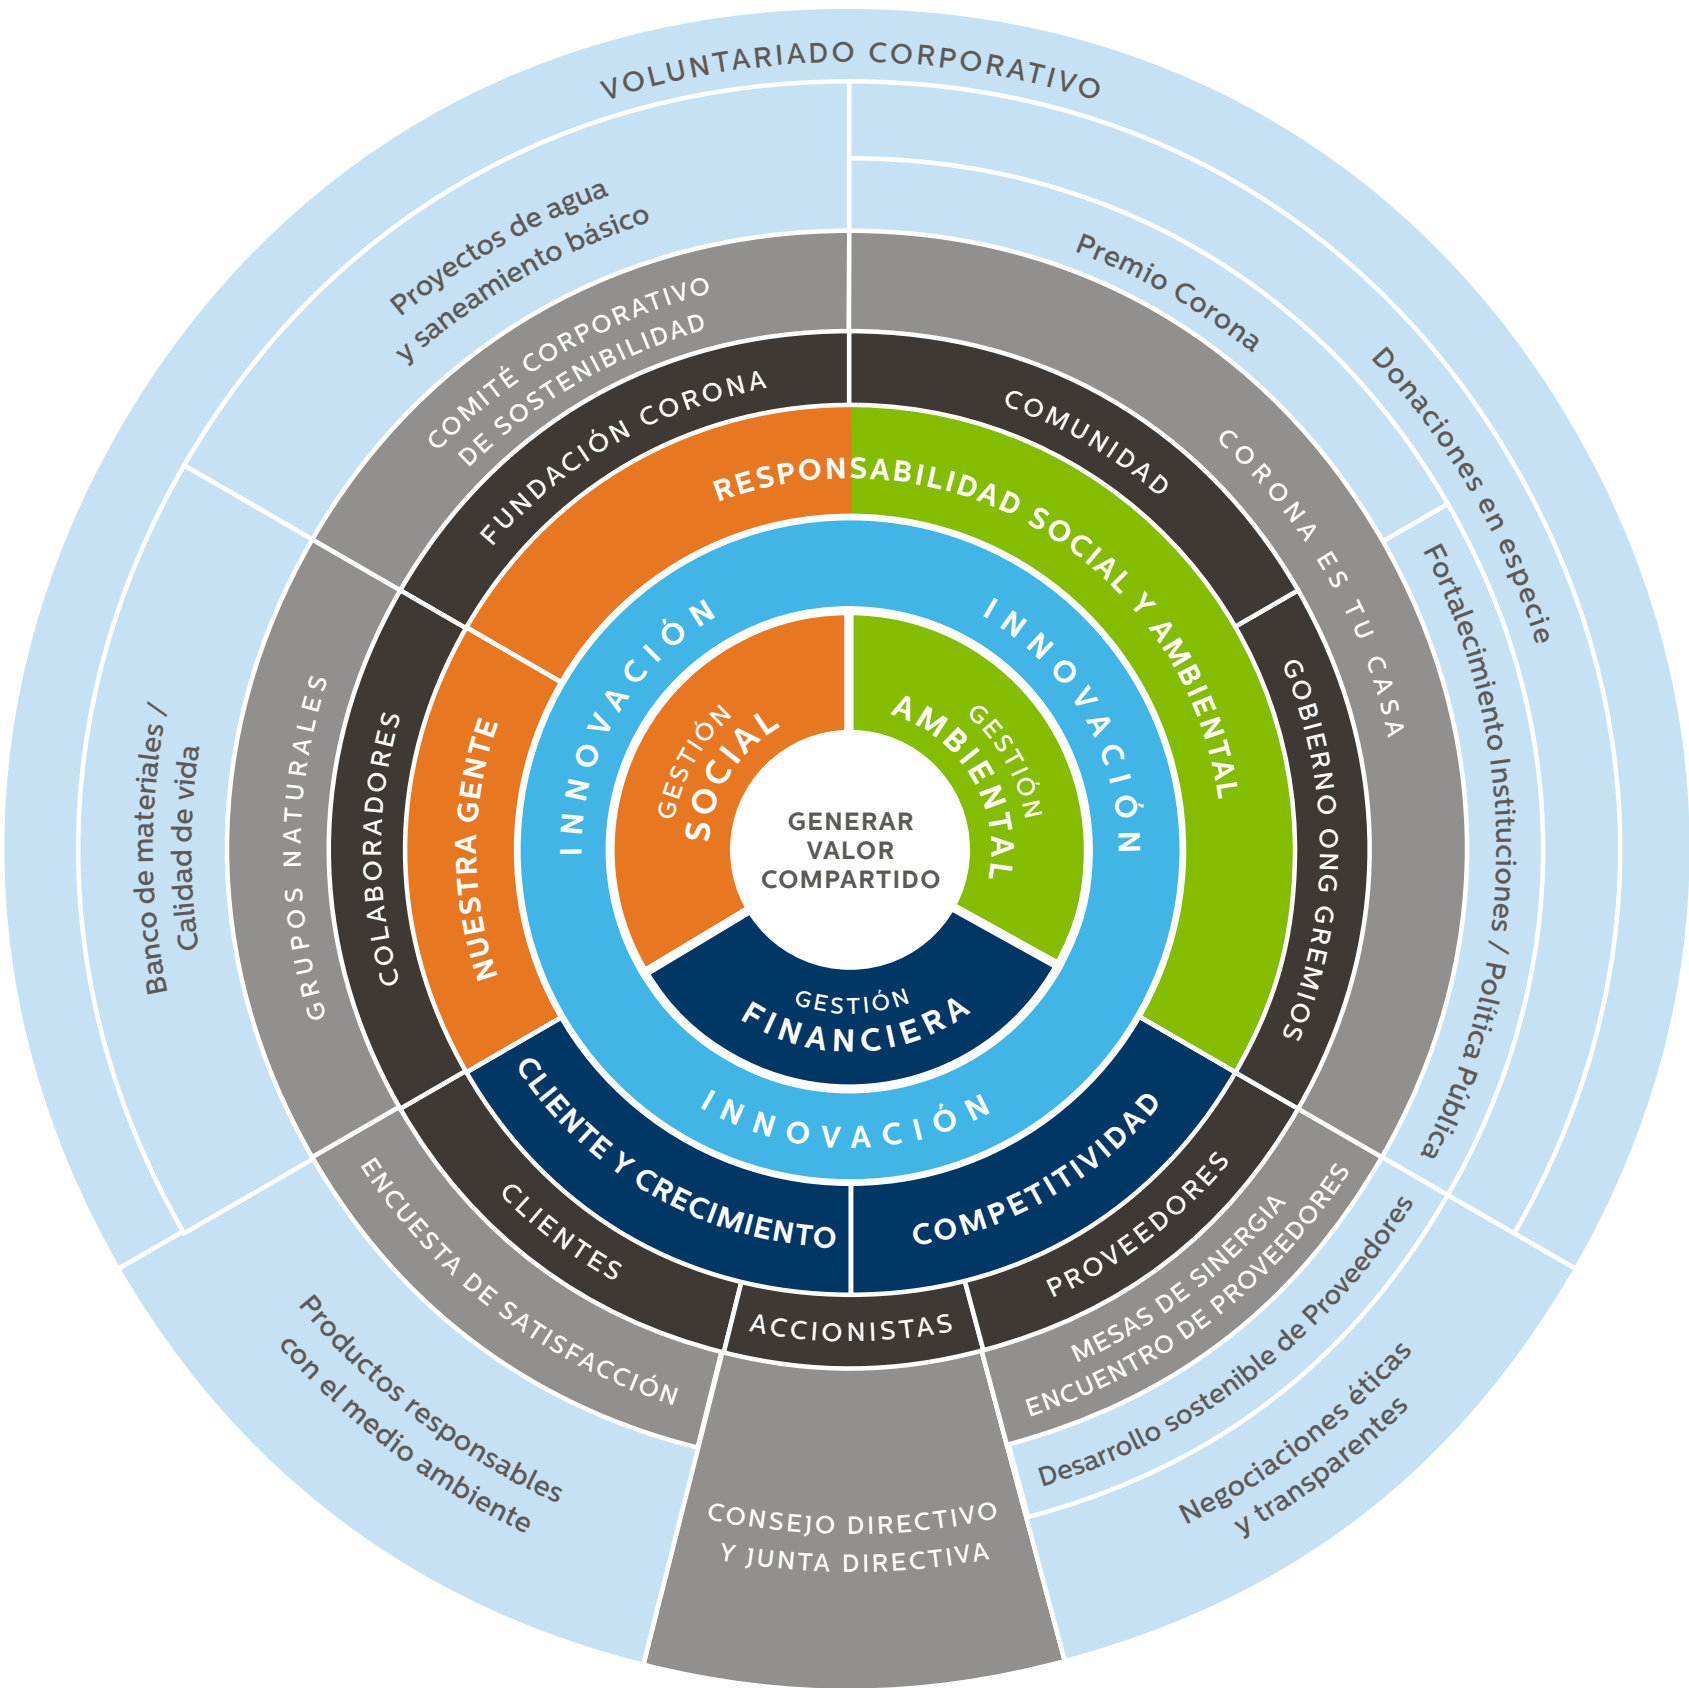 VOLUNTARIADO CORPORATIVO
Proyectos de agua
y saneamiento básico
Premio Corona
Donaciones en especie
COMITÉ CORPORATIVO
DE SOSTENIBILIDAD
CORONA ES TU CASA
FUNDACIÓN CORONA
COMUNIDAD
RESPONSABILIDAD SOCIAL Y AMBIENTAL
Fortalecimiento Instituciones / Política Pública
GOBIERNO ONG GREMIOS
INNOVACIÓN
INNOVACIÓN
Banco de materiales /
Calidad de vida
GRUPOS NATURALES
COLABORADORES
NUESTRA GENTE
GESTIÓN
SOCIAL
GESTIÓN
AMBIENTAL
GENERAR
VALOR
COMPARTIDO
GESTIÓN
FINANCIERA
INNOVACIÓN
CLIENTE Y CRECIMIENTO
COMPETITIVIDAD
CLIENTES
ACCIONISTAS
PROVEEDORES
ENCUESTA DE SATISFACCIÓN
MESAS DE SINERGIA
ENCUENTRO DE PROVEEDORES
Desarrollo sostenible de Proveedores
Productos responsables
con el medio ambiente
Negociaciones éticas
y transparentes
CONSEJO DIRECTIVO
Y JUNTA DIRECTIVA